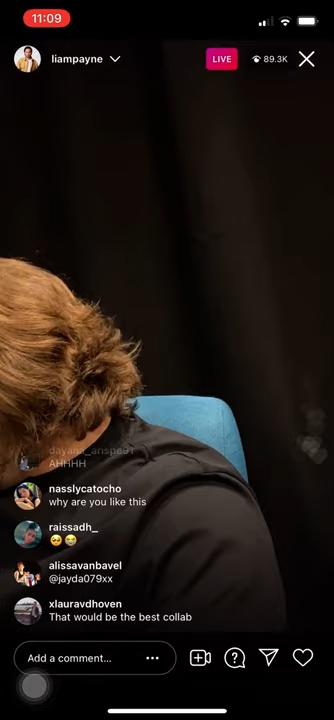 11:09
liampayne
LIVE
89.3K
dayana_arispe91
AHHHH
nasslycatocho
why are you like this
raissadh_
alissavanbavel
@jayda079xx
xlauravdhoven
That would be the best collab
Add a comment...